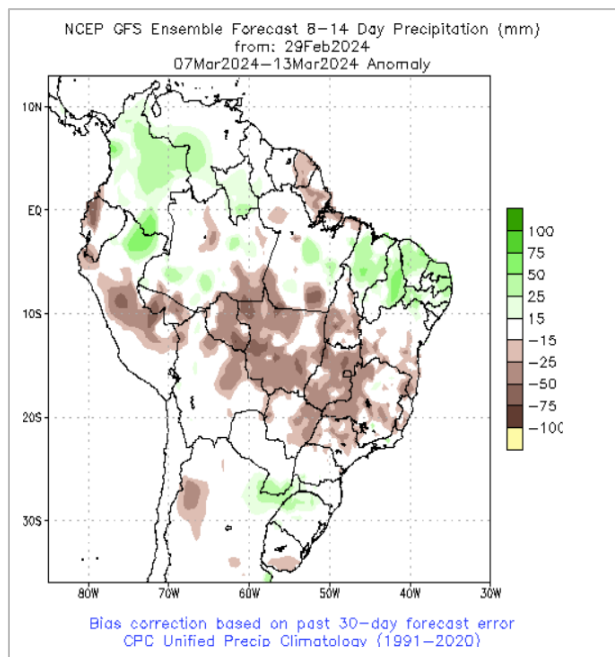 NCEP GFS Ensemble Forecast 8-14 Day Precipitation (mm)
from: 29Feb2024
07Mar2024-13Mar2024 Anomaly
10N
EQ
10S
20S
30S
80W
70W
60W
50W
40W
30W
100
75
50
25
15
-15
-25
-50
-75
-100
Bias correction based on past 30-day forecast error
CPC Unified Precip Climatology (1991-2020)